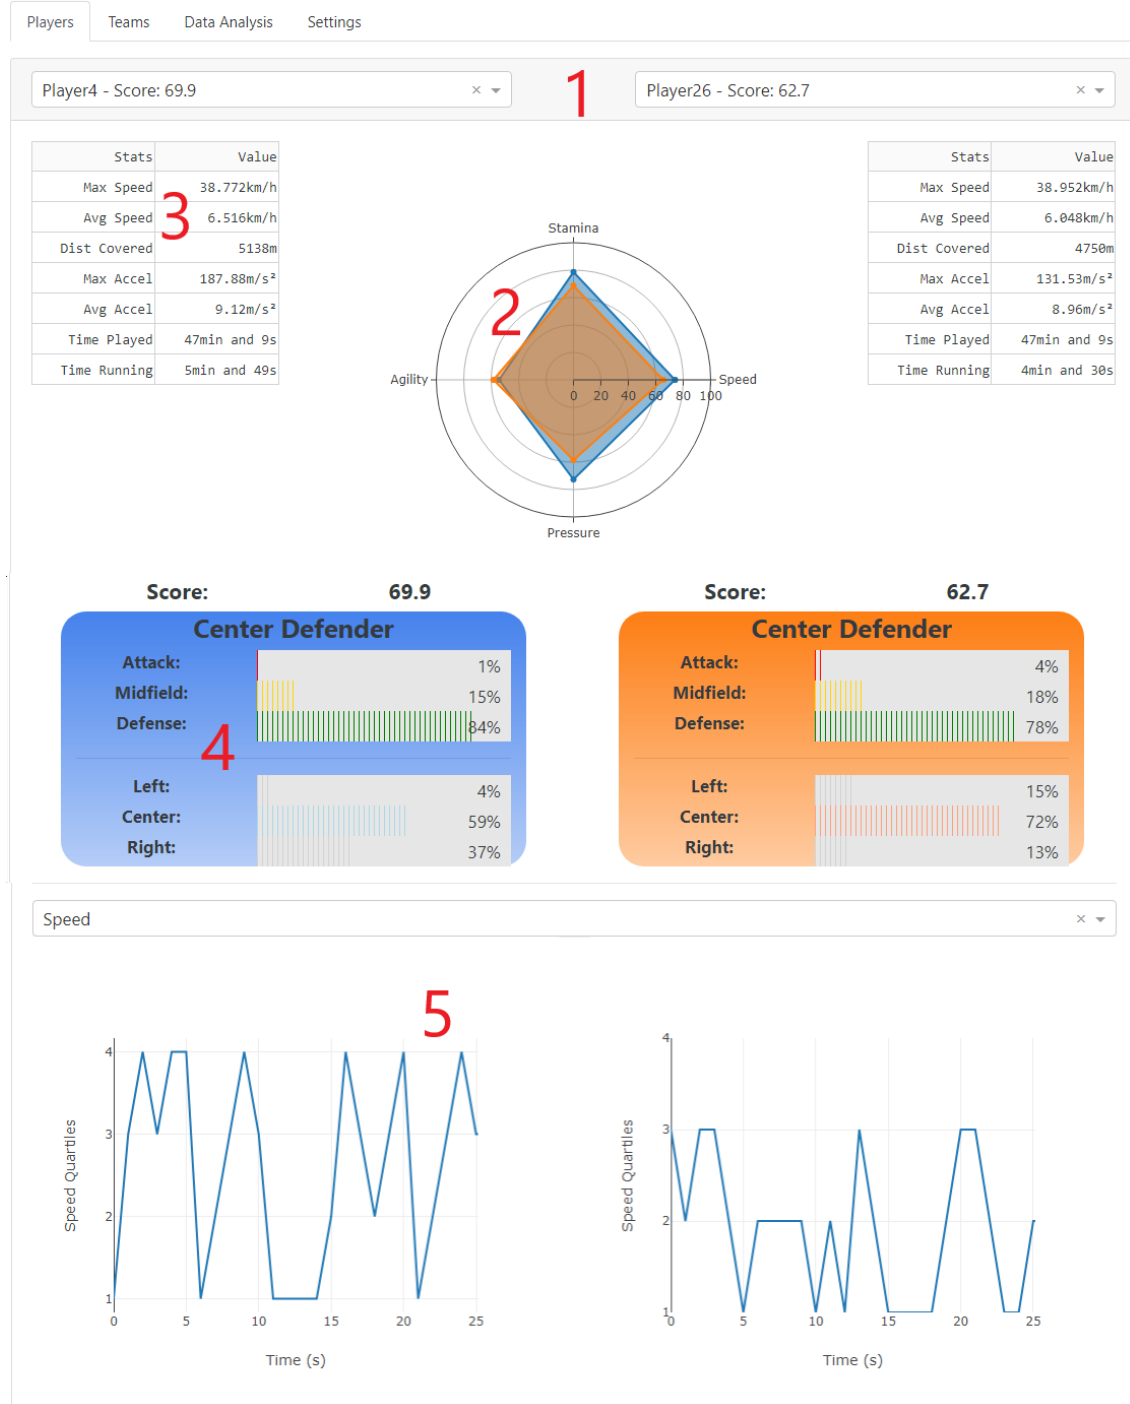 Players Teams Data Analysis Settings
Player4 - Score: 69.9 × 1 Player26 - Score: 62.7 ×
Stats Value
Max Speed 38.772km/h
Avg Speed 6.516km/h
Dist Covered 5138m
Max Accel 187.88m/s²
Avg Accel 9.12m/s²
Time Played 47min and 9s
Time Running 5min and 49s
3
Stamina
2
Agility
Speed
0 20 40 60 80 100
Pressure
Stats Value
Max Speed 38.952km/h
Avg Speed 6.048km/h
Dist Covered 4750m
Max Accel 131.53m/s²
Avg Accel 8.96m/s²
Time Played 47min and 9s
Time Running 4min and 30s
Score: 69.9
Center Defender
Attack: 1%
Midfield: 15%
Defense: 84%
4
Left: 4%
Center: 59%
Right: 37%
Score: 62.7
Center Defender
Attack: 4%
Midfield: 18%
Defense: 78%
Left: 15%
Center: 72%
Right: 13%
Speed ×
5
4
3
2
1
Speed Quartiles
0 5 10 15 20 25
Time (s)
4
3
2
1
Speed Quartiles
0 5 10 15 20 25
Time (s)